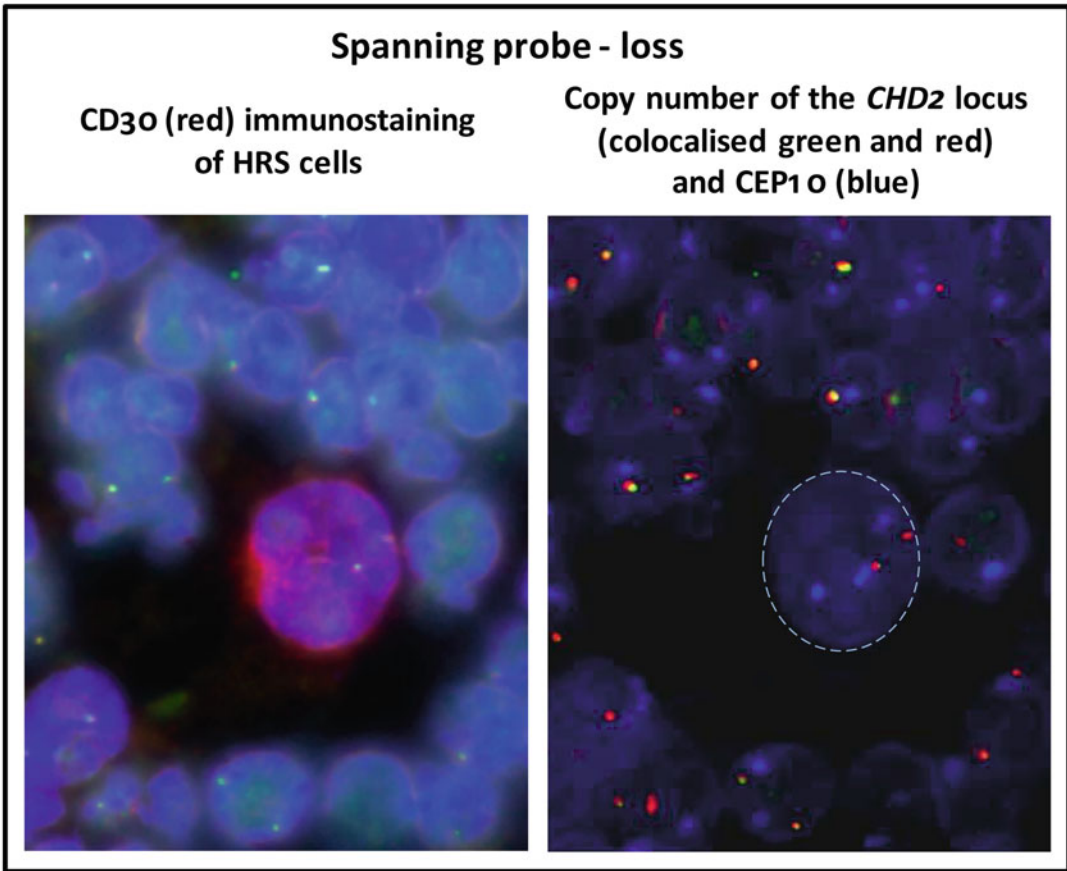 Spanning probe - loss
CD30 (red) immunostaining
of HRS cells
Copy number of the CHD2 locus
(colocalised green and red)
and CEP10 (blue)